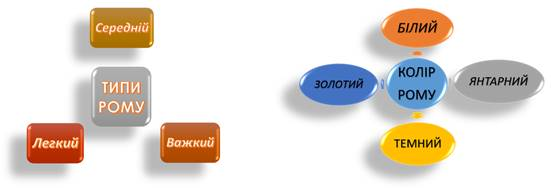 Середній
ТИПИ
РОМУ
Легкий
Важкий
БІЛИЙ
ЗОЛОТИЙ
КОЛІР
РОМУ
ЯНТАРНИЙ
ТЕМНИЙ